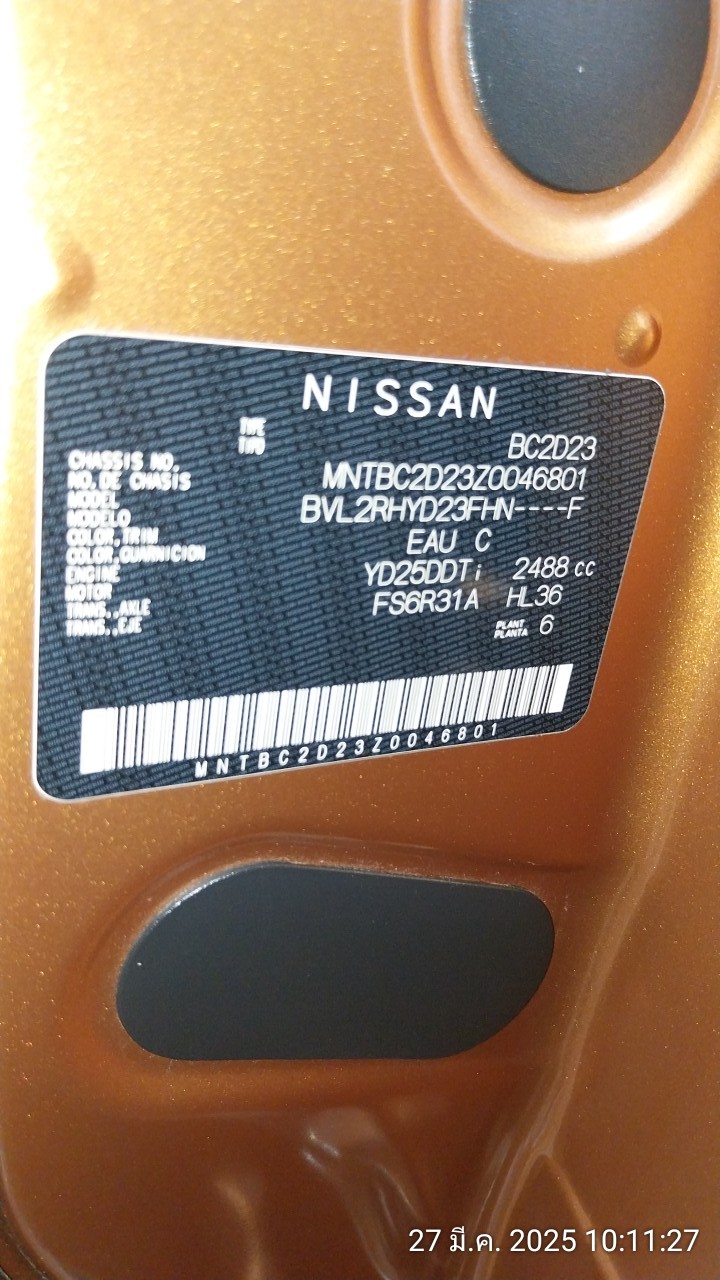 NISSAN
TYPE
TIPO
BC2D23
CHASSIS NO.
NO. DE CHASIS
MNTBC2D23Z0046801
MODEL
MODELO
BVL2RHYD23FHN----F
COLOR, TRIM
COLOR, GUARNICION
EAU C
ENGINE
MOTOR
YD25DDTi 2488 cc
TRANS., AXLE
TRANS., EJE
FS6R31A HL36
PLANT
PLANTA
6
MNTBC2D23Z0046801
27 มี.ค. 2025 10:11:27